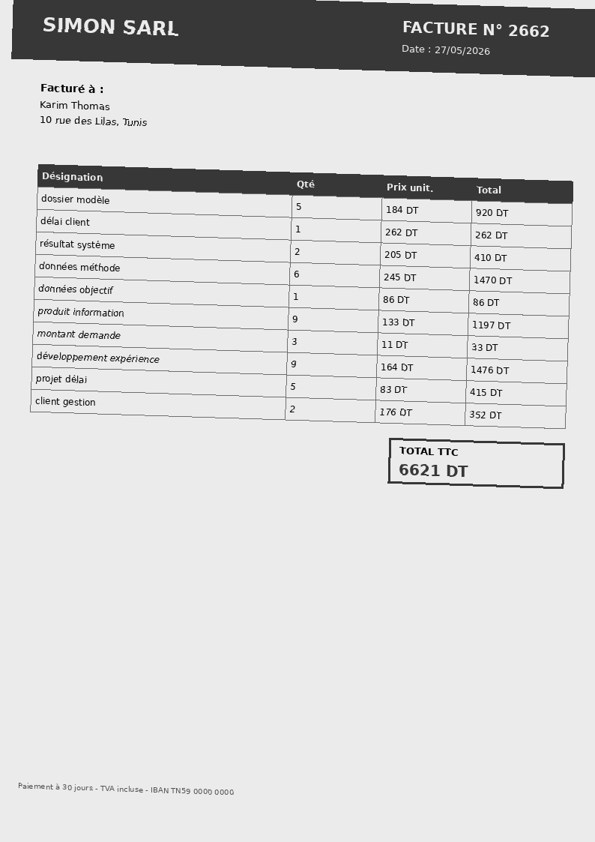 SIMON SARL
FACTURE N° 2662
Date : 27/05/2026
Facturé à :
Karim Thomas
10 rue des Lilas, Tunis
Désignation Qté Prix unit. Total
dossier modèle 5 184 DT 920 DT
délai client 1 262 DT 262 DT
résultat système 2 205 DT 410 DT
données méthode 6 245 DT 1470 DT
données objectif 1 86 DT 86 DT
produit information 9 133 DT 1197 DT
montant demande 3 11 DT 33 DT
développement expérience 9 164 DT 1476 DT
projet délai 5 83 DT 415 DT
client gestion 2 176 DT 352 DT
TOTAL TTC
6621 DT
Paiement à 30 jours - TVA incluse - IBAN TN59 0000 0000